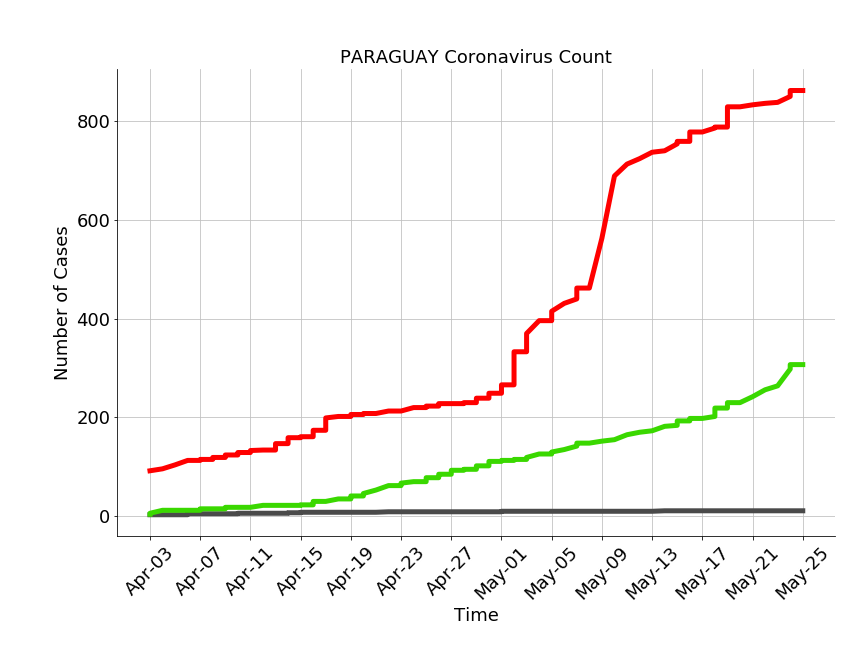 PARAGUAY Coronavirus Count
Number of Cases
800
600
400
200
0
Apr-03
Apr-07
Apr-11
Apr-15
Apr-19
Apr-23
Apr-27
May-01
May-05
May-09
May-13
May-17
May-21
May-25
Time